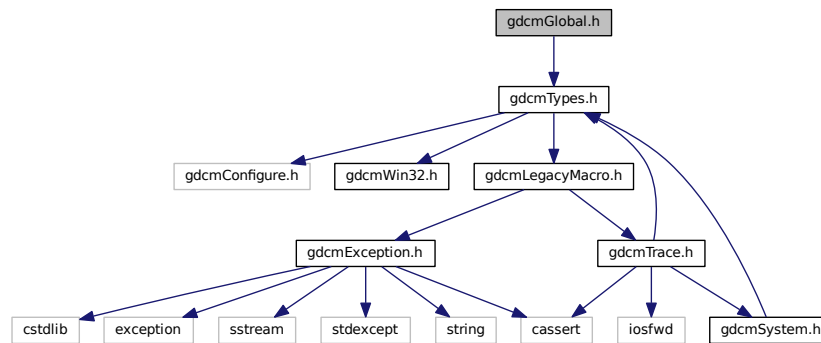 gdcmGlobal.h
gdcmTypes.h
gdcmConfigure.h
gdcmWin32.h
gdcmLegacyMacro.h
gdcmException.h
gdcmTrace.h
cstdlib
exception
sstream
stdexcept
string
cassert
iosfwd
gdcmSystem.h